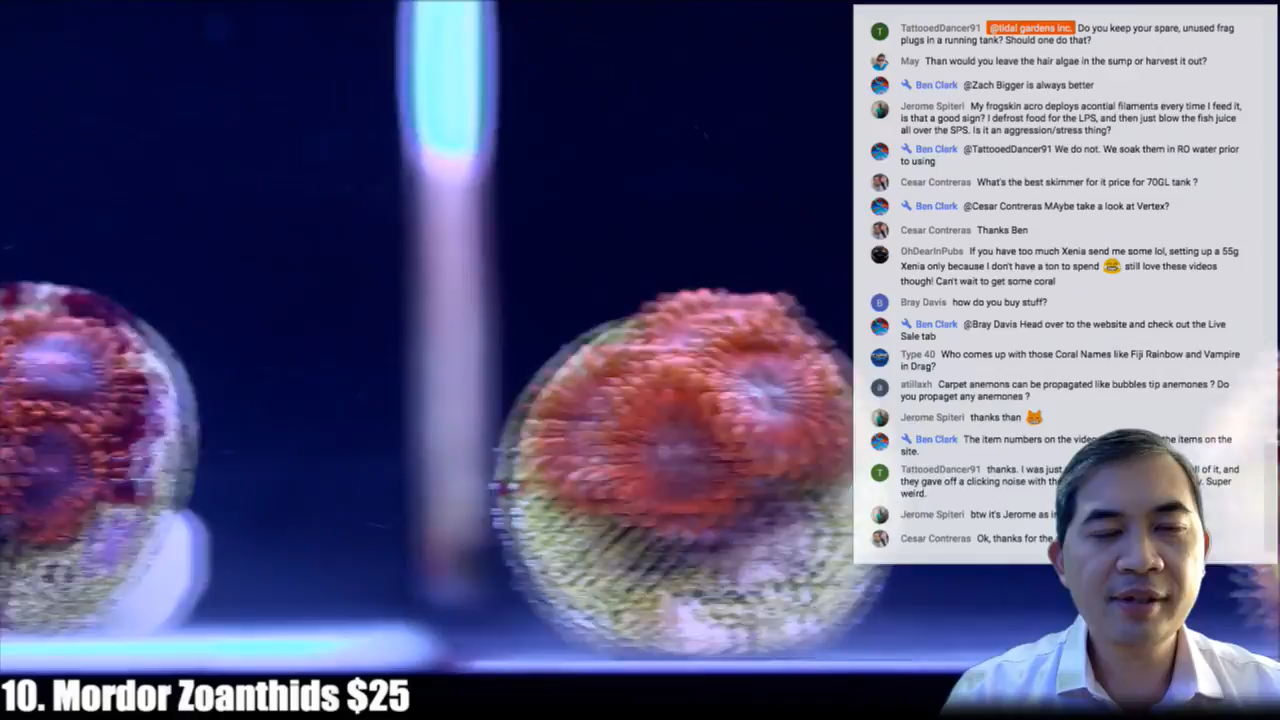 TattooedDancer91 @tidal gardens inc. Do you keep your spare, unused frag
plugs in a running tank? Should one do that?
May Than would you leave the hair algae in the sump or harvest it out?
Ben Clark @Zach Bigger is always better
Jerome Spiteri My frogskin acro deploys acontial filaments every time I feed it,
is that a good sign? I defrost food for the LPS, and then just blow the fish juice
all over the SPS. Is it an aggression/stress thing?
Ben Clark @TattooedDancer91 We do not. We soak them in RO water prior
to using
Cesar Contreras What's the best skimmer for it price for 70GL tank ?
Ben Clark @Cesar Contreras MAybe take a look at Vertex?
Cesar Contreras Thanks Ben
OhDearInPubs If you have too much Xenia send me some lol, setting up a 55g
Xenia only because I don't have a ton to spend still love these videos
though! Can't wait to get some coral
B Bray Davis how do you buy stuff?
Ben Clark @Bray Davis Head over to the website and check out the Live
Sale tab
Type 40 Who comes up with those Coral Names like Fiji Rainbow and Vampire
in Drag?
a atillaxh Carpet anemons can be propagated like bubbles tip anemones ? Do
you propaget any anemones ?
Jerome Spiteri thanks than
Ben Clark The item numbers on the the items on the
site.
T TattooedDancer91 thanks. I was just of it, and
they gave off a clicking noise with the Super
weird.
Jerome Spiteri btw it's Jerome as
Cesar Contreras Ok, thanks for the
10. Mordor Zoanthids $25